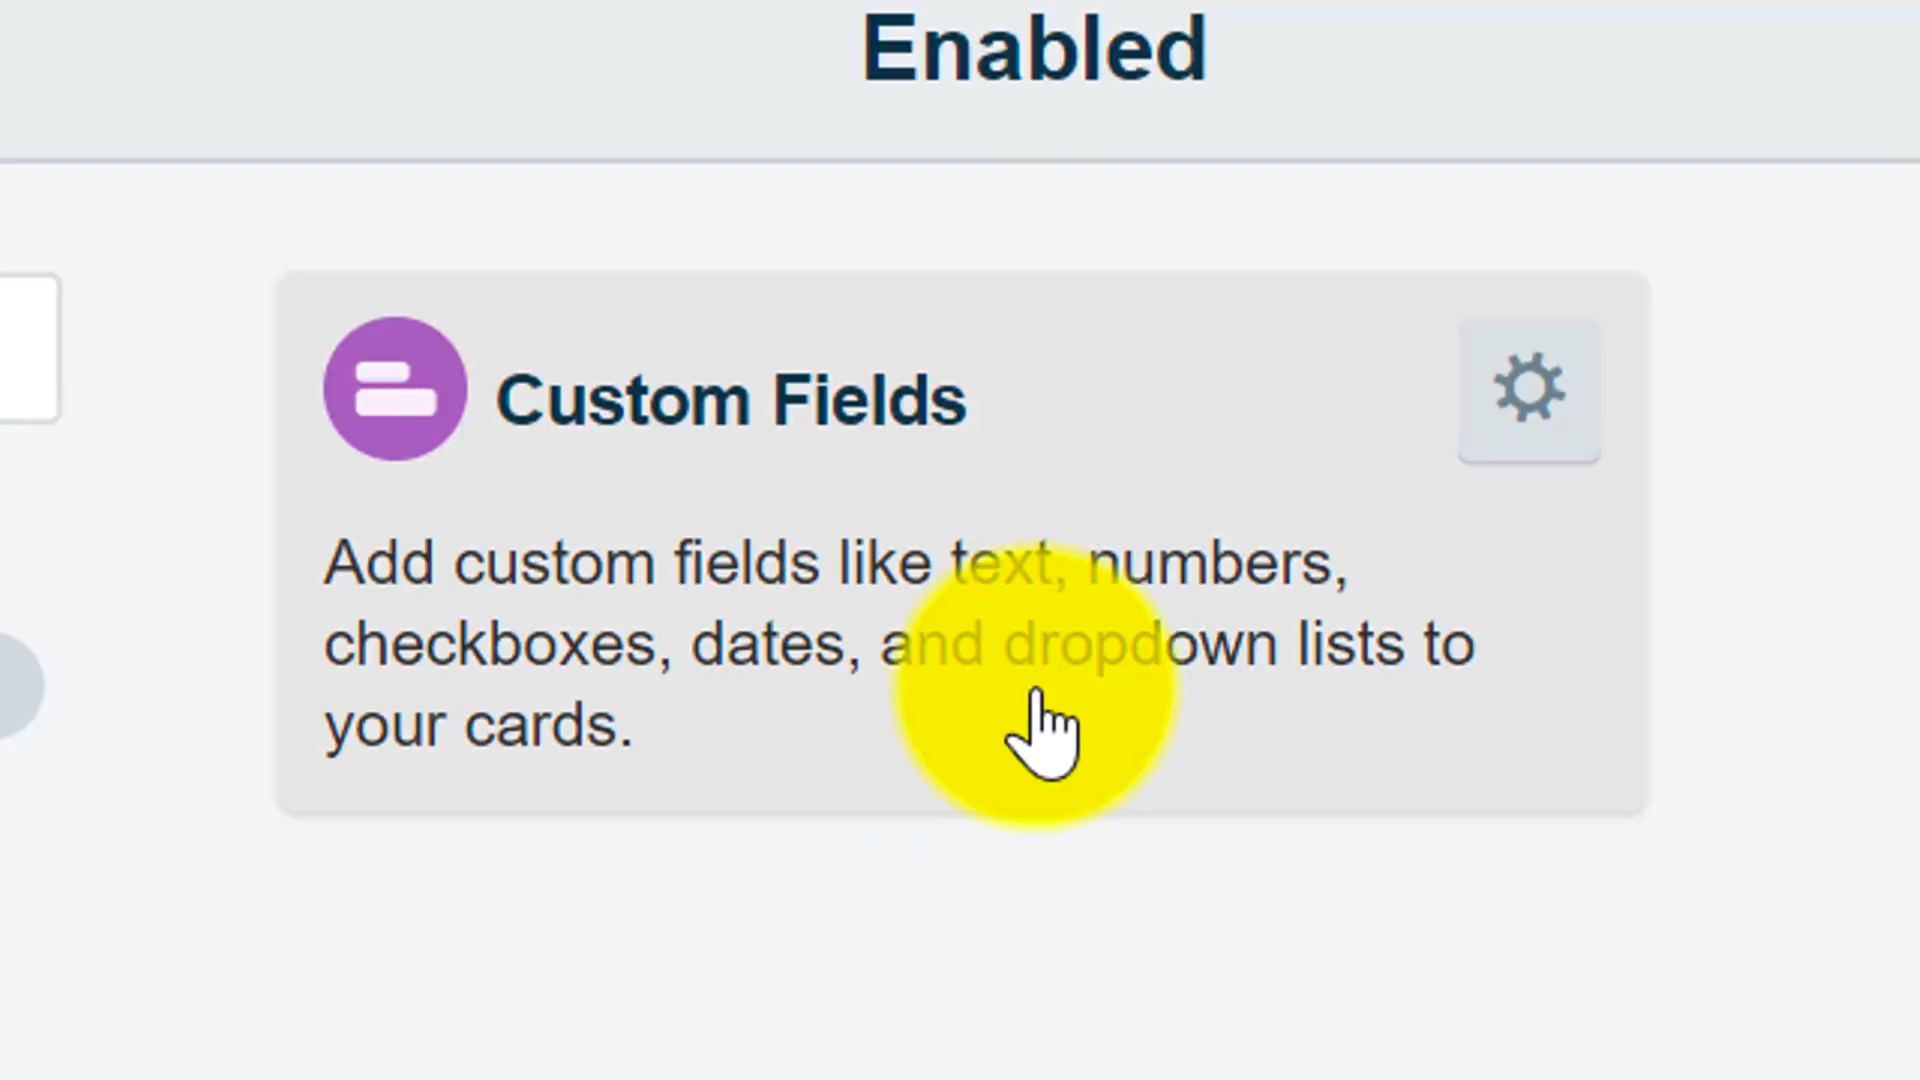 Enabled
Custom Fields
Add custom fields like text, numbers,
checkboxes, dates, and dropdown lists to
your cards.